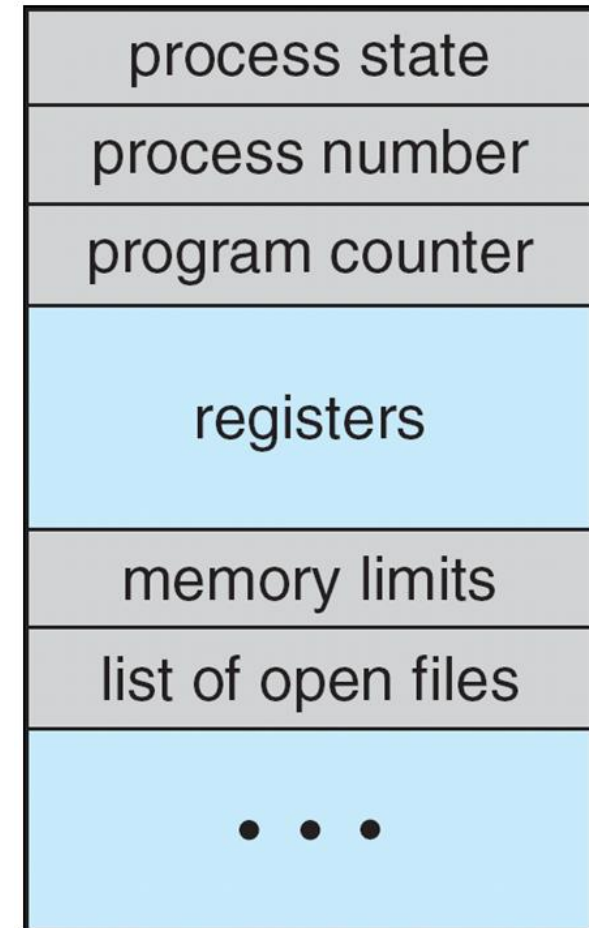 process state
process number
program counter
registers
memory limits
list of open files
• • •